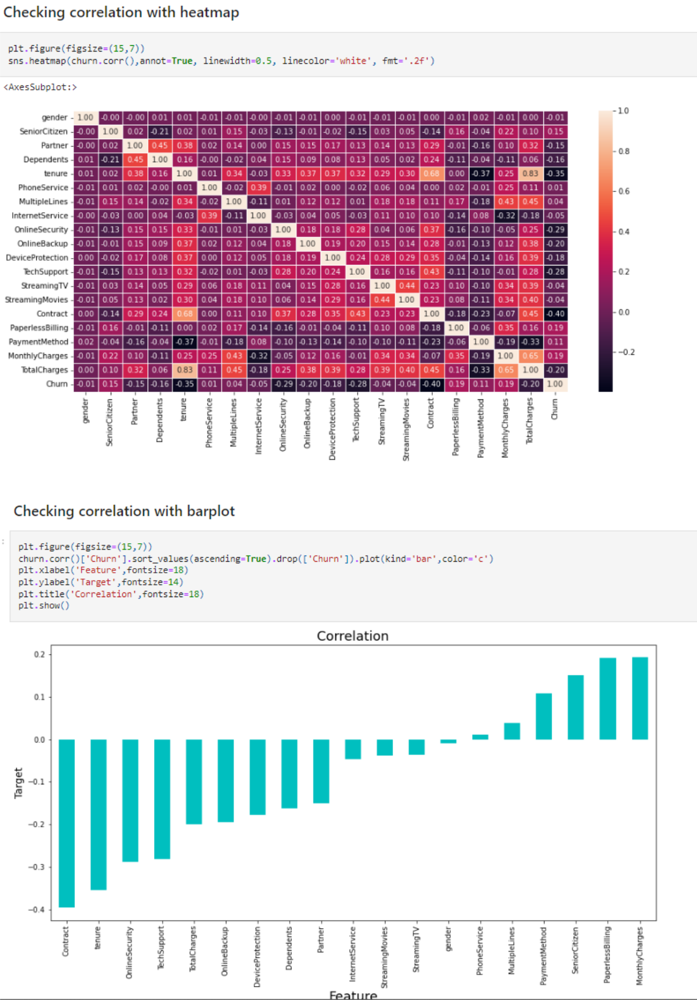 Checking correlation with heatmap
plt.figure(figsize=(15,7))
sns.heatmap(churn.corr(),annot=True, linewidth=0.5, linecolor='white', fmt='.2f')
<AxesSubplot:>
gender 1.00 -0.00 -0.00 0.01 0.01 -0.01 -0.01 -0.00 -0.01 -0.01 0.00 -0.01 -0.01 -0.01 0.00 -0.01 0.02 -0.01 0.00 -0.01
SeniorCitizen -0.00 1.00 0.02 -0.21 0.02 0.01 0.15 -0.03 -0.13 -0.01 -0.02 -0.15 0.03 0.05 -0.14 0.16 -0.04 0.22 0.10 0.15
Partner -0.00 0.02 1.00 0.45 0.38 0.02 0.14 0.00 0.15 0.15 0.17 0.13 0.14 0.13 0.29 -0.01 -0.16 0.10 0.32 -0.15
Dependents 0.01 -0.21 0.45 1.00 0.16 -0.00 -0.02 0.04 0.15 0.09 0.08 0.13 0.05 0.02 0.24 -0.11 -0.04 -0.11 0.06 -0.16
tenure 0.01 0.02 0.38 0.16 1.00 0.01 0.34 -0.03 0.33 0.37 0.37 0.32 0.29 0.30 0.68 0.00 -0.37 0.25 0.83 -0.35
PhoneService -0.01 0.01 0.02 -0.00 0.01 1.00 -0.02 0.39 -0.01 0.02 0.00 -0.02 0.06 0.04 0.00 0.02 -0.01 0.25 0.11 0.01
MultipleLines -0.01 0.15 0.14 -0.02 0.34 -0.02 1.00 -0.11 0.01 0.12 0.12 0.01 0.18 0.18 0.11 0.17 -0.18 0.43 0.45 0.04
InternetService -0.00 -0.03 0.00 0.04 -0.03 0.39 -0.11 1.00 -0.03 0.04 0.05 -0.03 0.11 0.10 0.10 -0.14 0.08 -0.32 -0.18 -0.05
OnlineSecurity -0.01 -0.13 0.15 0.15 0.33 -0.01 0.01 -0.03 1.00 0.18 0.18 0.28 0.04 0.06 0.37 -0.16 -0.10 -0.05 0.25 -0.29
OnlineBackup -0.01 -0.01 0.15 0.09 0.37 0.02 0.12 0.04 0.18 1.00 0.19 0.20 0.15 0.14 0.28 -0.01 -0.13 0.12 0.38 -0.20
DeviceProtection 0.00 -0.02 0.17 0.08 0.37 0.00 0.12 0.05 0.18 0.19 1.00 0.24 0.28 0.29 0.35 -0.04 -0.14 0.16 0.39 -0.18
TechSupport -0.01 -0.15 0.13 0.13 0.32 -0.02 0.01 -0.03 0.28 0.20 0.24 1.00 0.16 0.16 0.43 -0.11 -0.10 -0.01 0.28 -0.28
StreamingTV -0.01 0.03 0.14 0.05 0.29 0.06 0.18 0.11 0.04 0.15 0.28 0.16 1.00 0.44 0.23 0.10 -0.10 0.34 0.39 -0.04
StreamingMovies -0.01 0.05 0.13 0.02 0.30 0.04 0.18 0.10 0.06 0.14 0.29 0.16 0.44 1.00 0.23 0.08 -0.11 0.34 0.40 -0.04
Contract 0.00 -0.14 0.29 0.24 0.68 0.00 0.11 0.10 0.37 0.28 0.35 0.43 0.23 0.23 1.00 -0.18 -0.23 -0.07 0.45 -0.40
PaperlessBilling -0.01 0.16 -0.01 -0.11 0.00 0.02 0.17 -0.14 -0.16 -0.01 -0.04 -0.11 0.10 0.08 -0.18 1.00 -0.06 0.35 0.16 0.19
PaymentMethod 0.02 -0.04 -0.16 -0.04 -0.37 -0.01 -0.18 0.08 -0.10 -0.13 -0.14 -0.10 -0.10 -0.11 -0.23 -0.06 1.00 -0.19 -0.33 0.11
MonthlyCharges -0.01 0.22 0.10 -0.11 0.25 0.25 0.43 -0.32 -0.05 0.12 0.16 -0.01 0.34 0.34 -0.07 0.35 -0.19 1.00 0.65 0.19
TotalCharges 0.00 0.10 0.32 0.06 0.83 0.11 0.45 -0.18 0.25 0.38 0.39 0.28 0.39 0.40 0.45 0.16 -0.33 0.65 1.00 -0.20
Churn -0.01 0.15 -0.15 -0.16 -0.35 0.01 0.04 -0.05 -0.29 -0.20 -0.18 -0.28 -0.04 -0.04 -0.40 0.19 0.11 0.19 -0.20 1.00
gender SeniorCitizen Partner Dependents tenure PhoneService MultipleLines InternetService OnlineSecurity OnlineBackup DeviceProtection TechSupport StreamingTV StreamingMovies Contract PaperlessBilling PaymentMethod MonthlyCharges TotalCharges Churn
1.0
0.8
0.6
0.4
0.2
0.0
−0.2
Checking correlation with barplot
plt.figure(figsize=(15,7))
churn.corr()['Churn'].sort_values(ascending=True).drop(['Churn']).plot(kind='bar',color='c')
plt.xlabel('Feature',fontsize=18)
plt.ylabel('Target',fontsize=14)
plt.title('Correlation',fontsize=18)
plt.show()
Correlation
0.2
0.1
0.0
−0.1
−0.2
−0.3
−0.4
Target
Contract tenure OnlineSecurity TechSupport TotalCharges OnlineBackup DeviceProtection Dependents Partner InternetService StreamingMovies StreamingTV gender PhoneService MultipleLines PaymentMethod SeniorCitizen PaperlessBilling MonthlyCharges
Feature